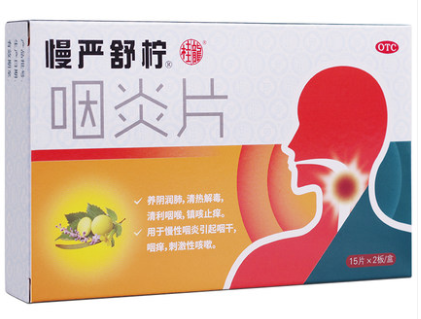 慢严舒柠®
桂龍
OTC
咽炎片
养阴润肺,清热解毒,
清利咽喉,镇咳止痒。
用于慢性咽炎引起咽干,
咽痒,刺激性咳嗽。
15片×2板/盒